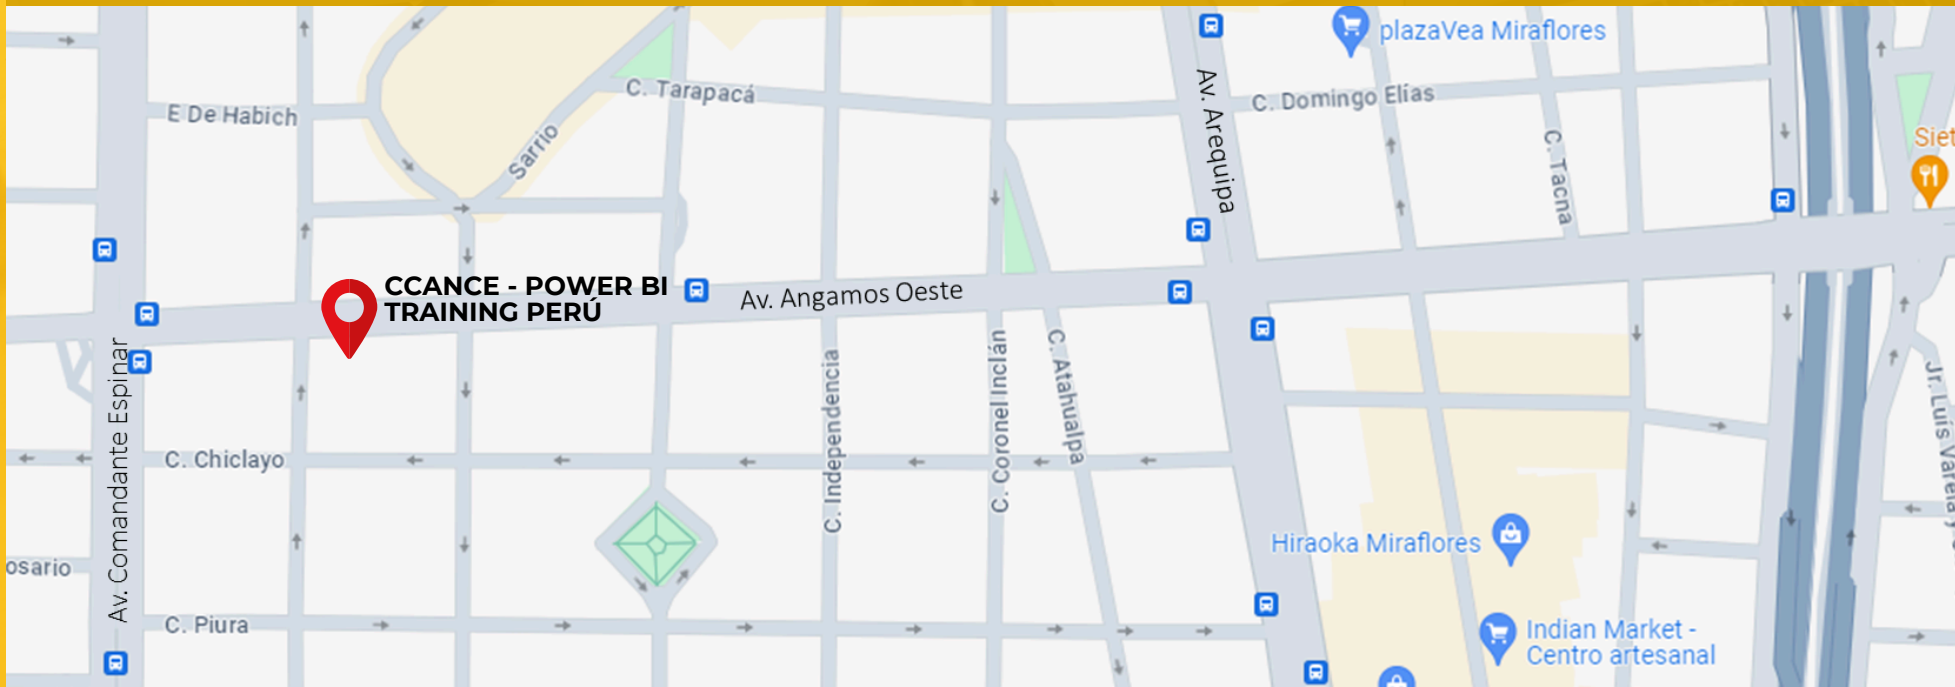 plazaVea Miraflores
C. Tarapacá
C. Domingo Elías
E De Habich
Av. Arequipa
Sarrio
C. Tacna
Siet
CCANCE - POWER BI
TRAINING PERÚ
Av. Angamos Oeste
Av. Comandante Espinar
C. Independencia
C. Coronel Inclán
C. Atahualpa
Jr. Luis Varela y
C. Chiclayo
Hiraoka Miraflores
osario
C. Piura
Indian Market -
Centro artesanal